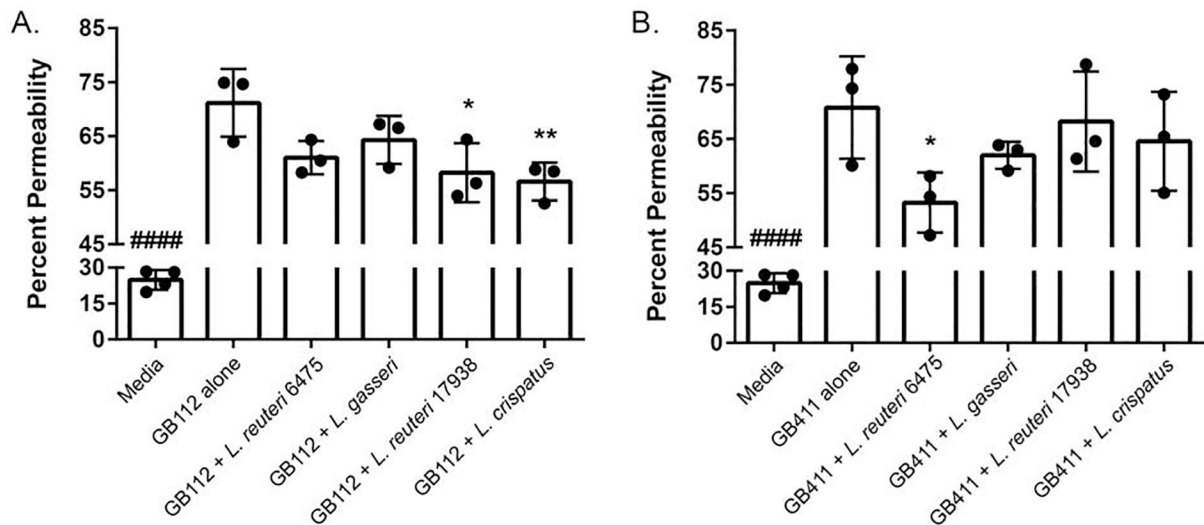 A.
Percent Permeability
85
75
65
55
45
30
15
0
####
*
**
Media
GB112 alone
GB112 + L. reuteri 6475
GB112 + L. gasseri
GB112 + L. reuteri 17938
GB112 + L. crispatus
B.
Percent Permeability
85
75
65
55
45
30
15
0
####
*
Media
GB411 alone
GB411 + L. reuteri 6475
GB411 + L. gasseri
GB411 + L. reuteri 17938
GB411 + L. crispatus